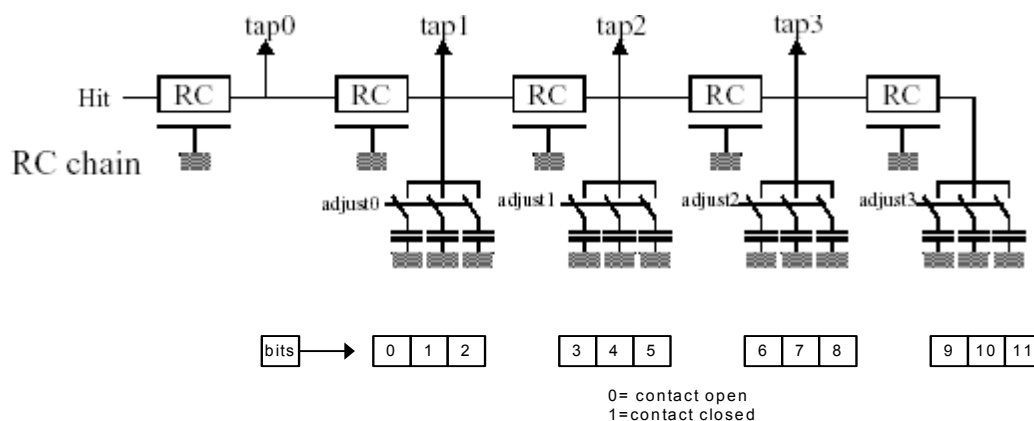 tap0 tap1 tap2 tap3
Hit RC RC RC RC RC
RC chain
adjust0 adjust1 adjust2 adjust3
bits 0 1 2 3 4 5 6 7 8 9 10 11
0= contact open
1=contact closed